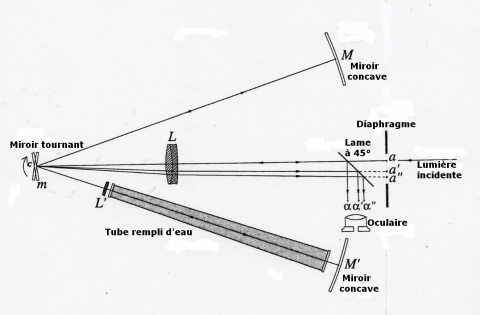 M
Miroir
concave
Diaphragme
Miroir tournant
L
Lame
à 45°
a
Lumière
incidente
a'
a"
c
m
L'
α α' α"
Oculaire
Tube rempli d'eau
M'
Miroir
concave